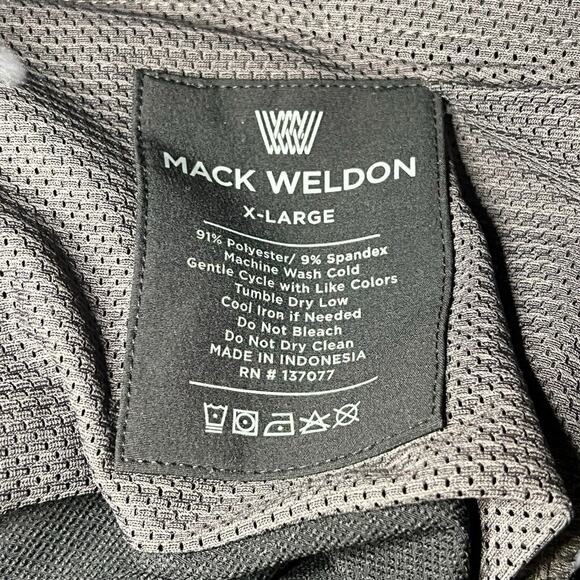 MACK WELDON
X-LARGE
91% Polyester/ 9% Spandex
Machine Wash Cold
Gentle Cycle with Like Colors
Tumble Dry Low
Cool Iron if Needed
Do Not Bleach
Do Not Dry Clean
MADE IN INDONESIA
RN # 137077